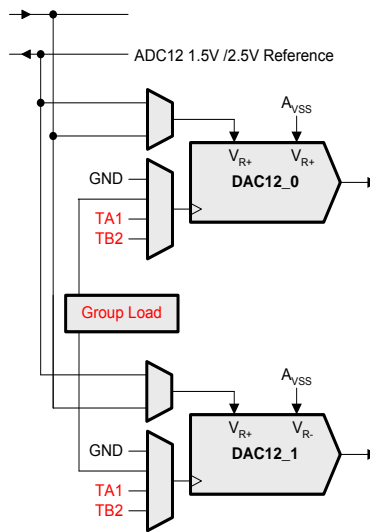 ADC12 1.5V /2.5V Reference
AVSS
VR+ VR+
GND
DAC12_0
TA1
TB2
Group Load
AVSS
VR+ VR-
GND
DAC12_1
TA1
TB2